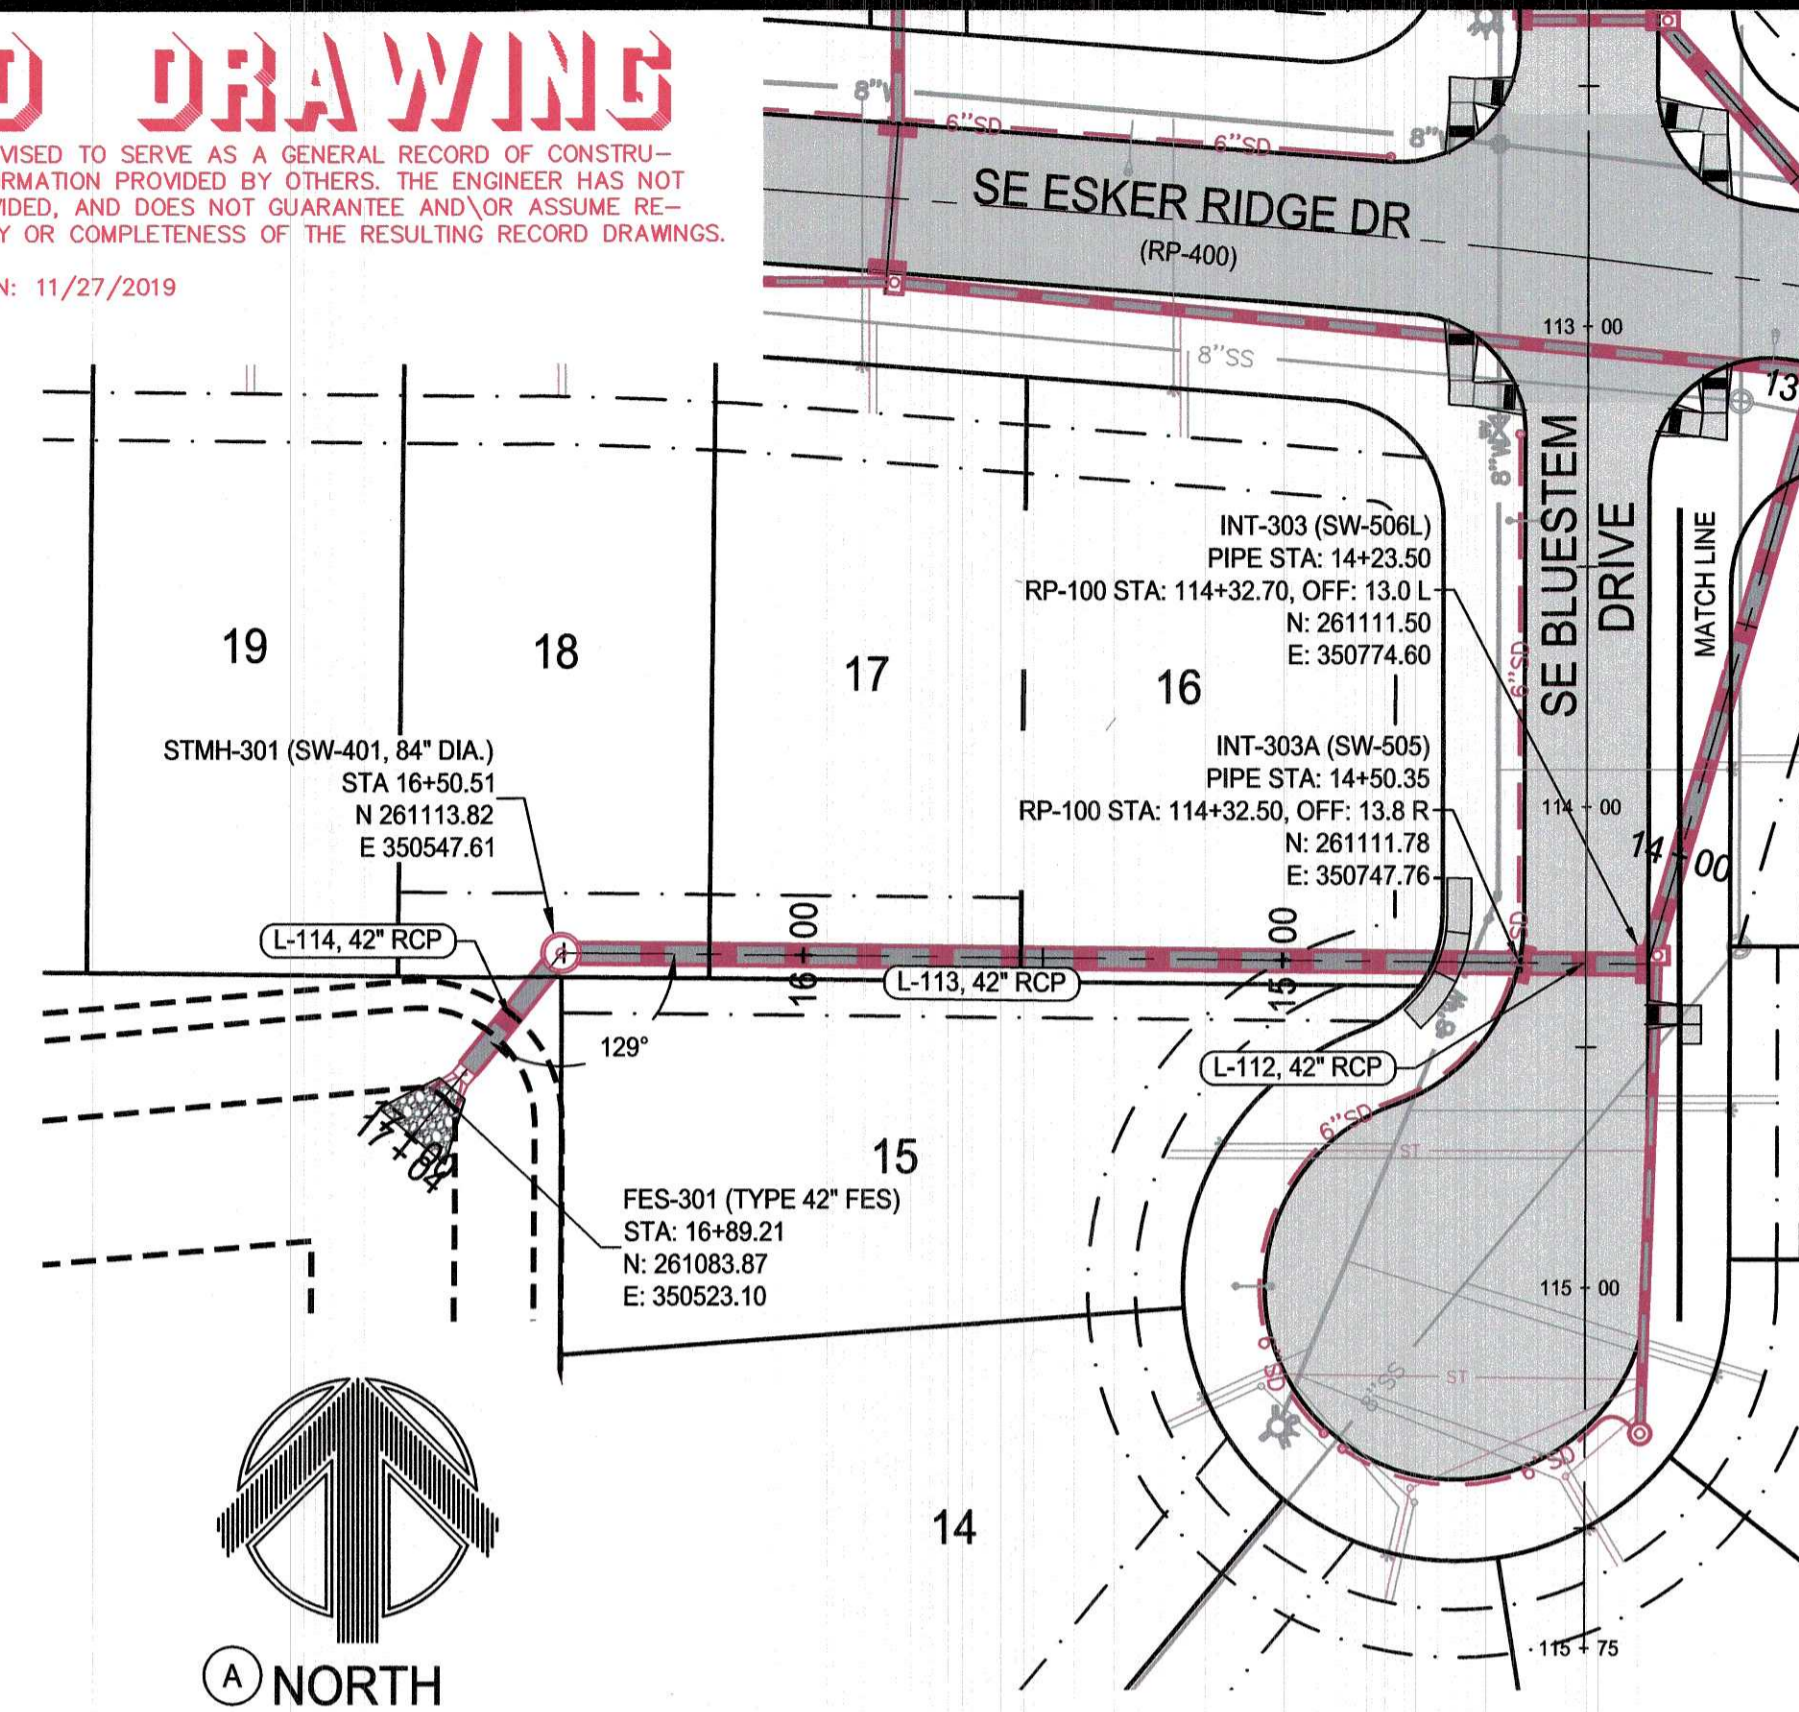 D DRAWING
VISED TO SERVE AS A GENERAL RECORD OF CONSTRU-
RMATION PROVIDED BY OTHERS. THE ENGINEER HAS NOT
VIDED, AND DOES NOT GUARANTEE AND\OR ASSUME RE-
Y OR COMPLETENESS OF THE RESULTING RECORD DRAWINGS.
N: 11/27/2019
8"W
6"SD
6"SD
8"W
SE ESKER RIDGE DR
(RP-400)
113+00
8"SS
13
8"W
SE BLUESTEM
DRIVE
MATCH LINE
INT-303 (SW-506L)
PIPE STA: 14+23.50
RP-100 STA: 114+32.70, OFF: 13.0 L
N: 261111.50
E: 350774.60
19
18
17
16
6"SD
STMH-301 (SW-401, 84" DIA.)
STA 16+50.51
N 261113.82
E 350547.61
INT-303A (SW-505)
PIPE STA: 14+50.35
RP-100 STA: 114+32.50, OFF: 13.8 R
N: 261111.78
E: 350747.76
114+00
14+00
L-114, 42" RCP
16+00
15+00
SD
L-113, 42" RCP
8"W
129°
L-112, 42" RCP
6"SD
ST
15
FES-301 (TYPE 42" FES)
STA: 16+89.21
N: 261083.87
E: 350523.10
115+00
6"SD
8"SS
ST
6"SD
14
115+75
A NORTH